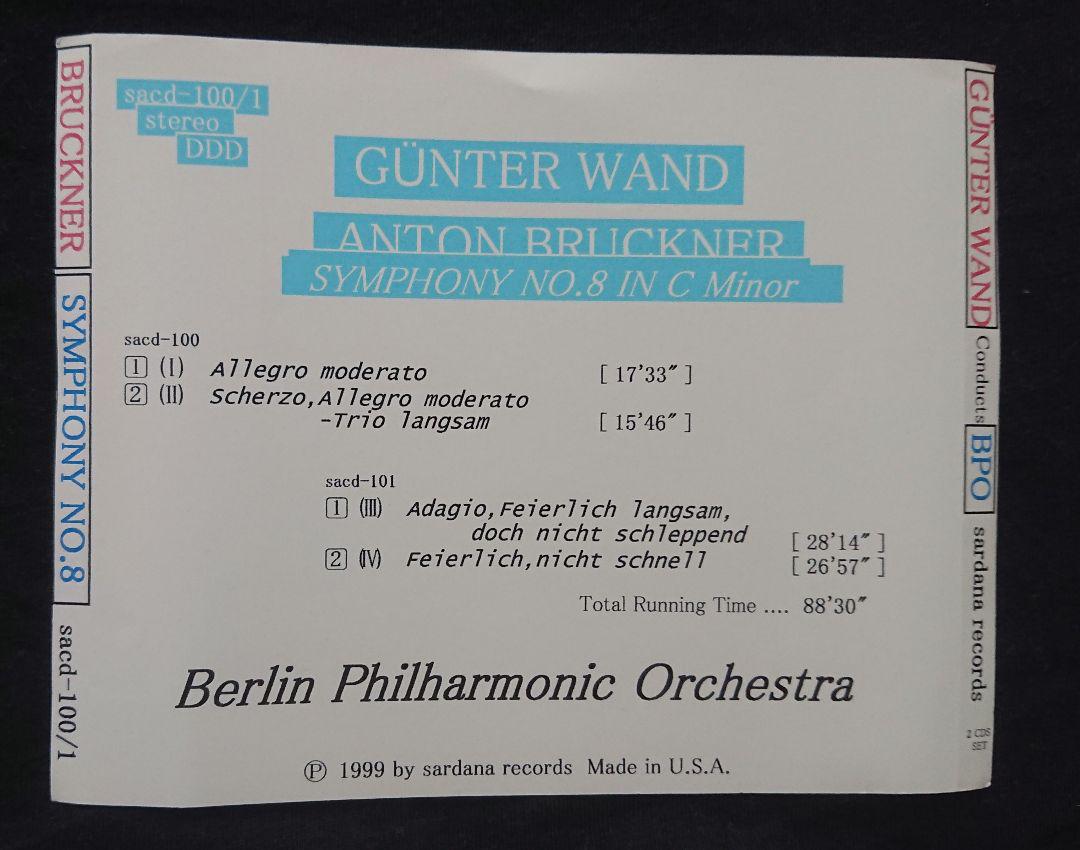 BRUCKNER
SYMPHONY NO.8
sacd-100/1
sacd-100/1
stereo
DDD
GÜNTER WAND
ANTON BRUCKNER
SYMPHONY NO.8 IN C Minor
sacd-100
1 (I) Allegro moderato [ 17'33" ]
2 (II) Scherzo,Allegro moderato
-Trio langsam [ 15'46" ]
sacd-101
1 (III) Adagio,Feierlich langsam,
doch nicht schleppend [ 28'14" ]
2 (IV) Feierlich,nicht schnell [ 26'57" ]
Total Running Time .... 88'30"
Berlin Philharmonic Orchestra
Ⓟ 1999 by sardana records Made in U.S.A.
GÜNTER WAND
Conducts
BPO
sardana records
2 CDS
SET